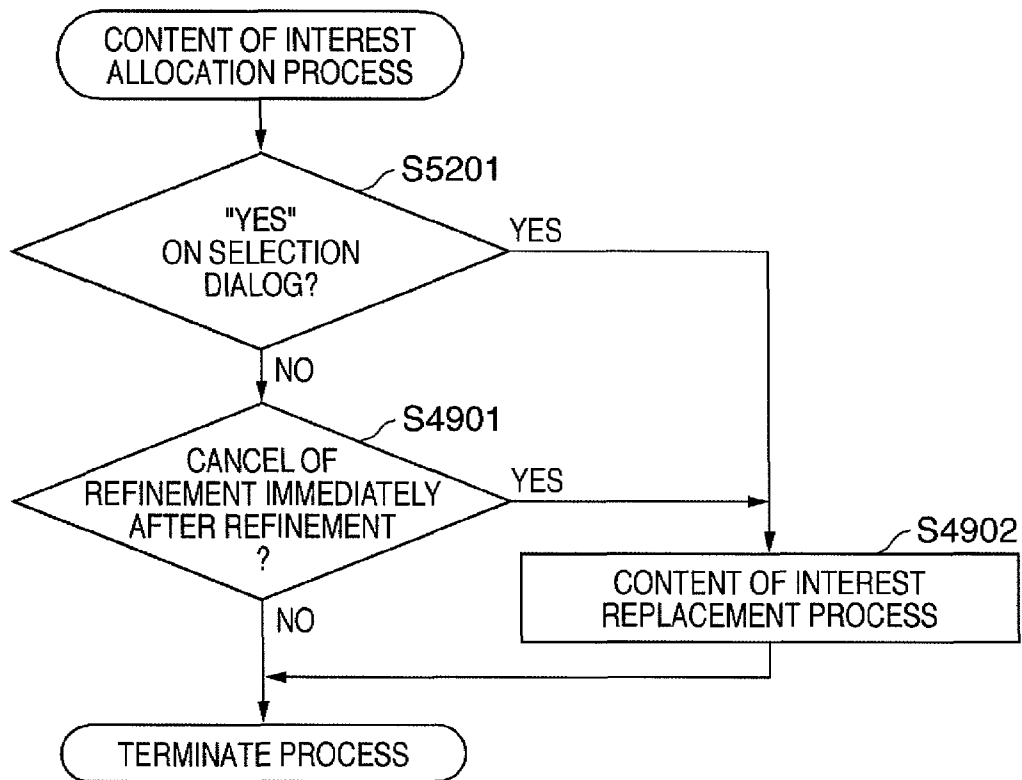 CONTENT OF INTEREST
ALLOCATION PROCESS
S5201
"YES"
ON SELECTION
DIALOG?
YES
NO
S4901
CANCEL OF
REFINEMENT IMMEDIATELY
AFTER REFINEMENT
?
YES
S4902
CONTENT OF INTEREST
REPLACEMENT PROCESS
NO
TERMINATE PROCESS